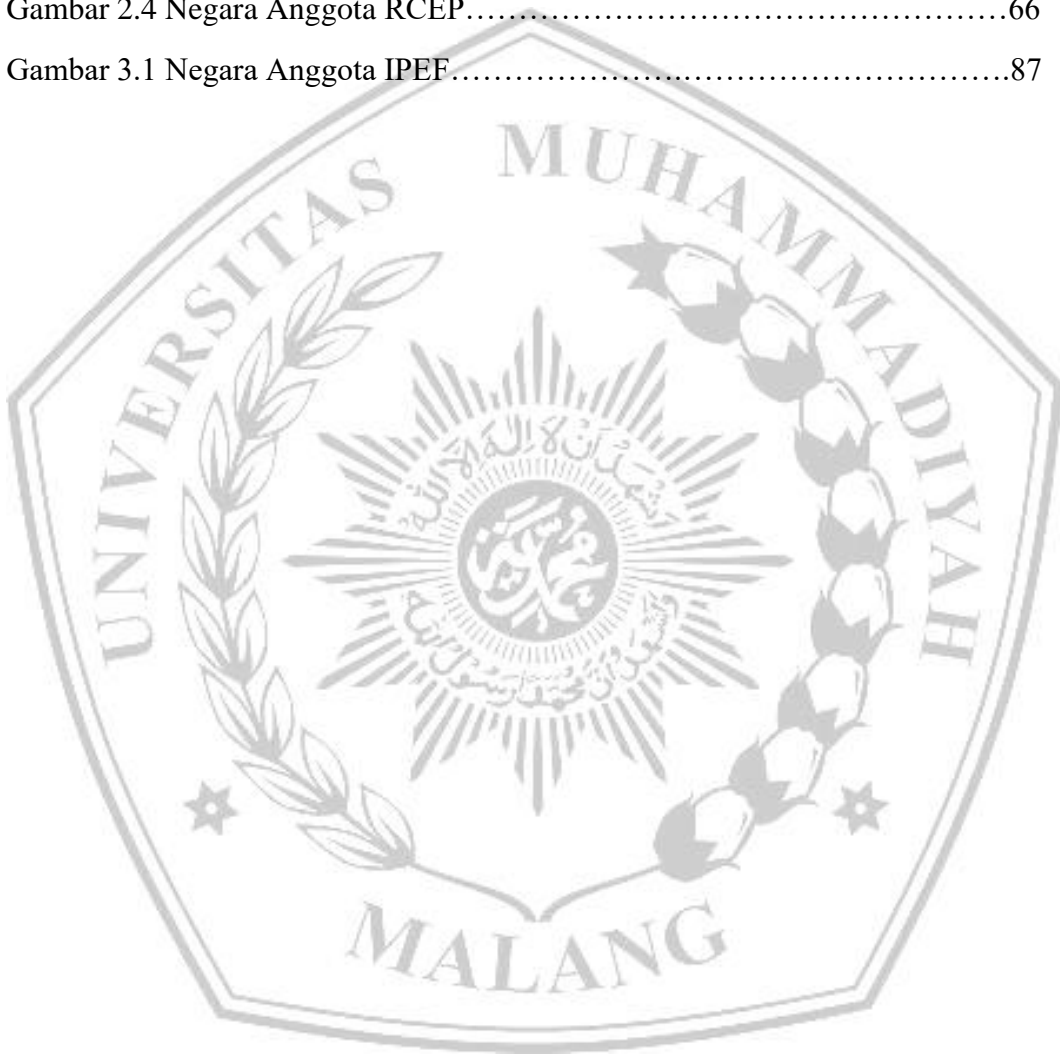 Gambar 2.4 Negara Anggota RCEP……………………………………66
Gambar 3.1 Negara Anggota IPEF…………………….………………………………….87
UNIVERSITAS MUHAMMADIYAH
MALANG